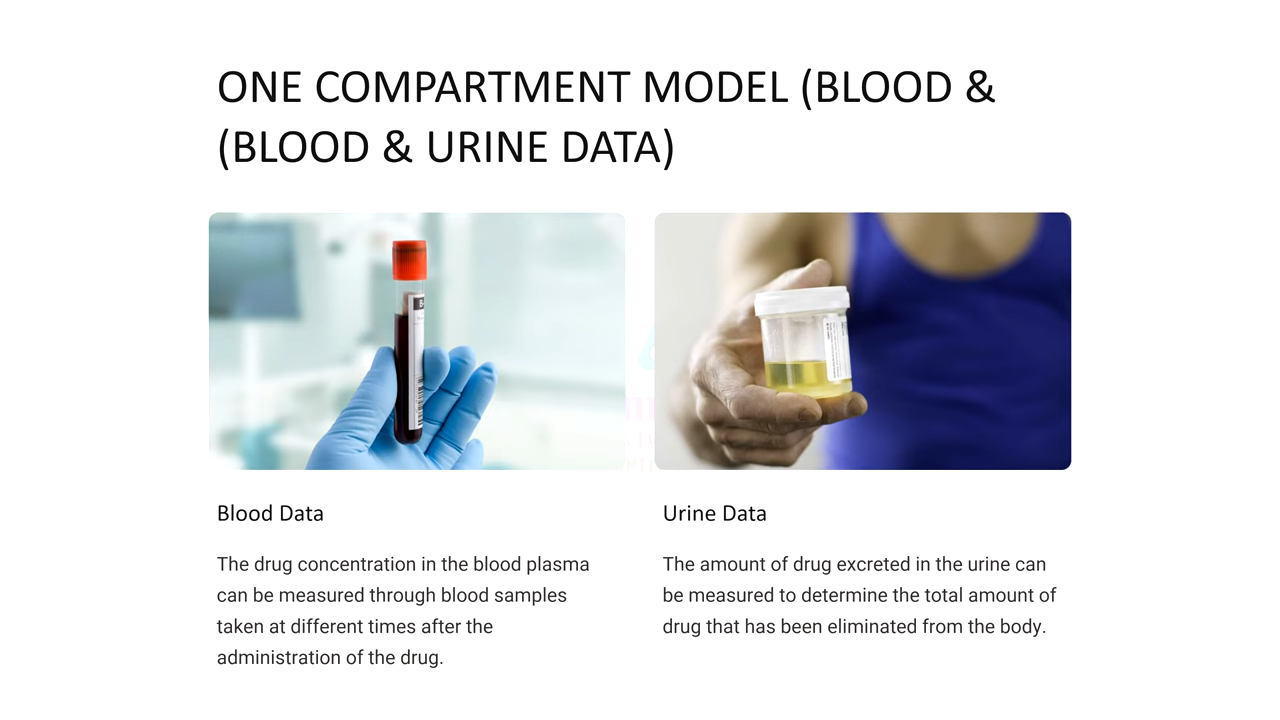 ONE COMPARTMENT MODEL (BLOOD &
(BLOOD & URINE DATA)
Blood Data
The drug concentration in the blood plasma
can be measured through blood samples
taken at different times after the
administration of the drug.
Urine Data
The amount of drug excreted in the urine can
be measured to determine the total amount of
drug that has been eliminated from the body.